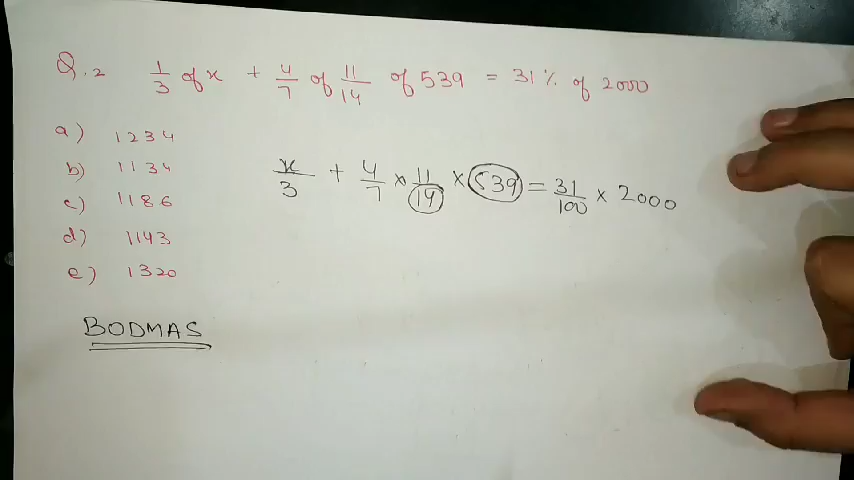 Q.2 1/3 of x + 4/7 of 11/14 of 539 = 31% of 2000
a) 1234
b) 1134
c) 1186
d) 1143
e) 1320
x/3 + 4/7 × 11/14 × 539 = 31/100 × 2000
BODMAS